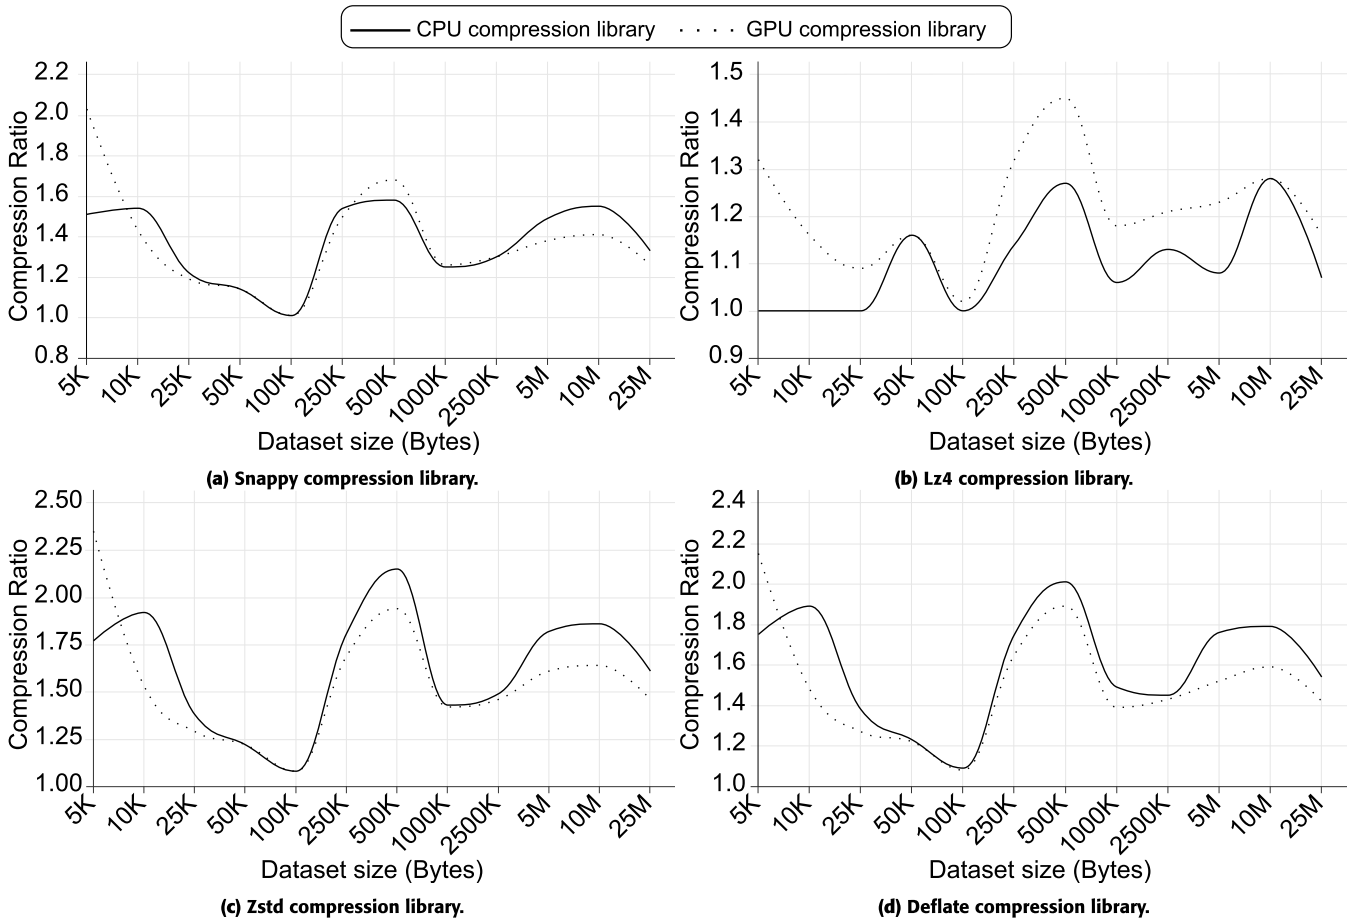 CPU compression library GPU compression library
Compression Ratio
2.2
2.0
1.8
1.6
1.4
1.2
1.0
0.8
5K 10K 25K 50K 100K 250K 500K 1000K 2500K 5M 10M 25M
Dataset size (Bytes)
(a) Snappy compression library.
Compression Ratio
1.5
1.4
1.3
1.2
1.1
1.0
0.9
5K 10K 25K 50K 100K 250K 500K 1000K 2500K 5M 10M 25M
Dataset size (Bytes)
(b) Lz4 compression library.
Compression Ratio
2.50
2.25
2.00
1.75
1.50
1.25
1.00
5K 10K 25K 50K 100K 250K 500K 1000K 2500K 5M 10M 25M
Dataset size (Bytes)
(c) Zstd compression library.
Compression Ratio
2.4
2.2
2.0
1.8
1.6
1.4
1.2
1.0
5K 10K 25K 50K 100K 250K 500K 1000K 2500K 5M 10M 25M
Dataset size (Bytes)
(d) Deflate compression library.